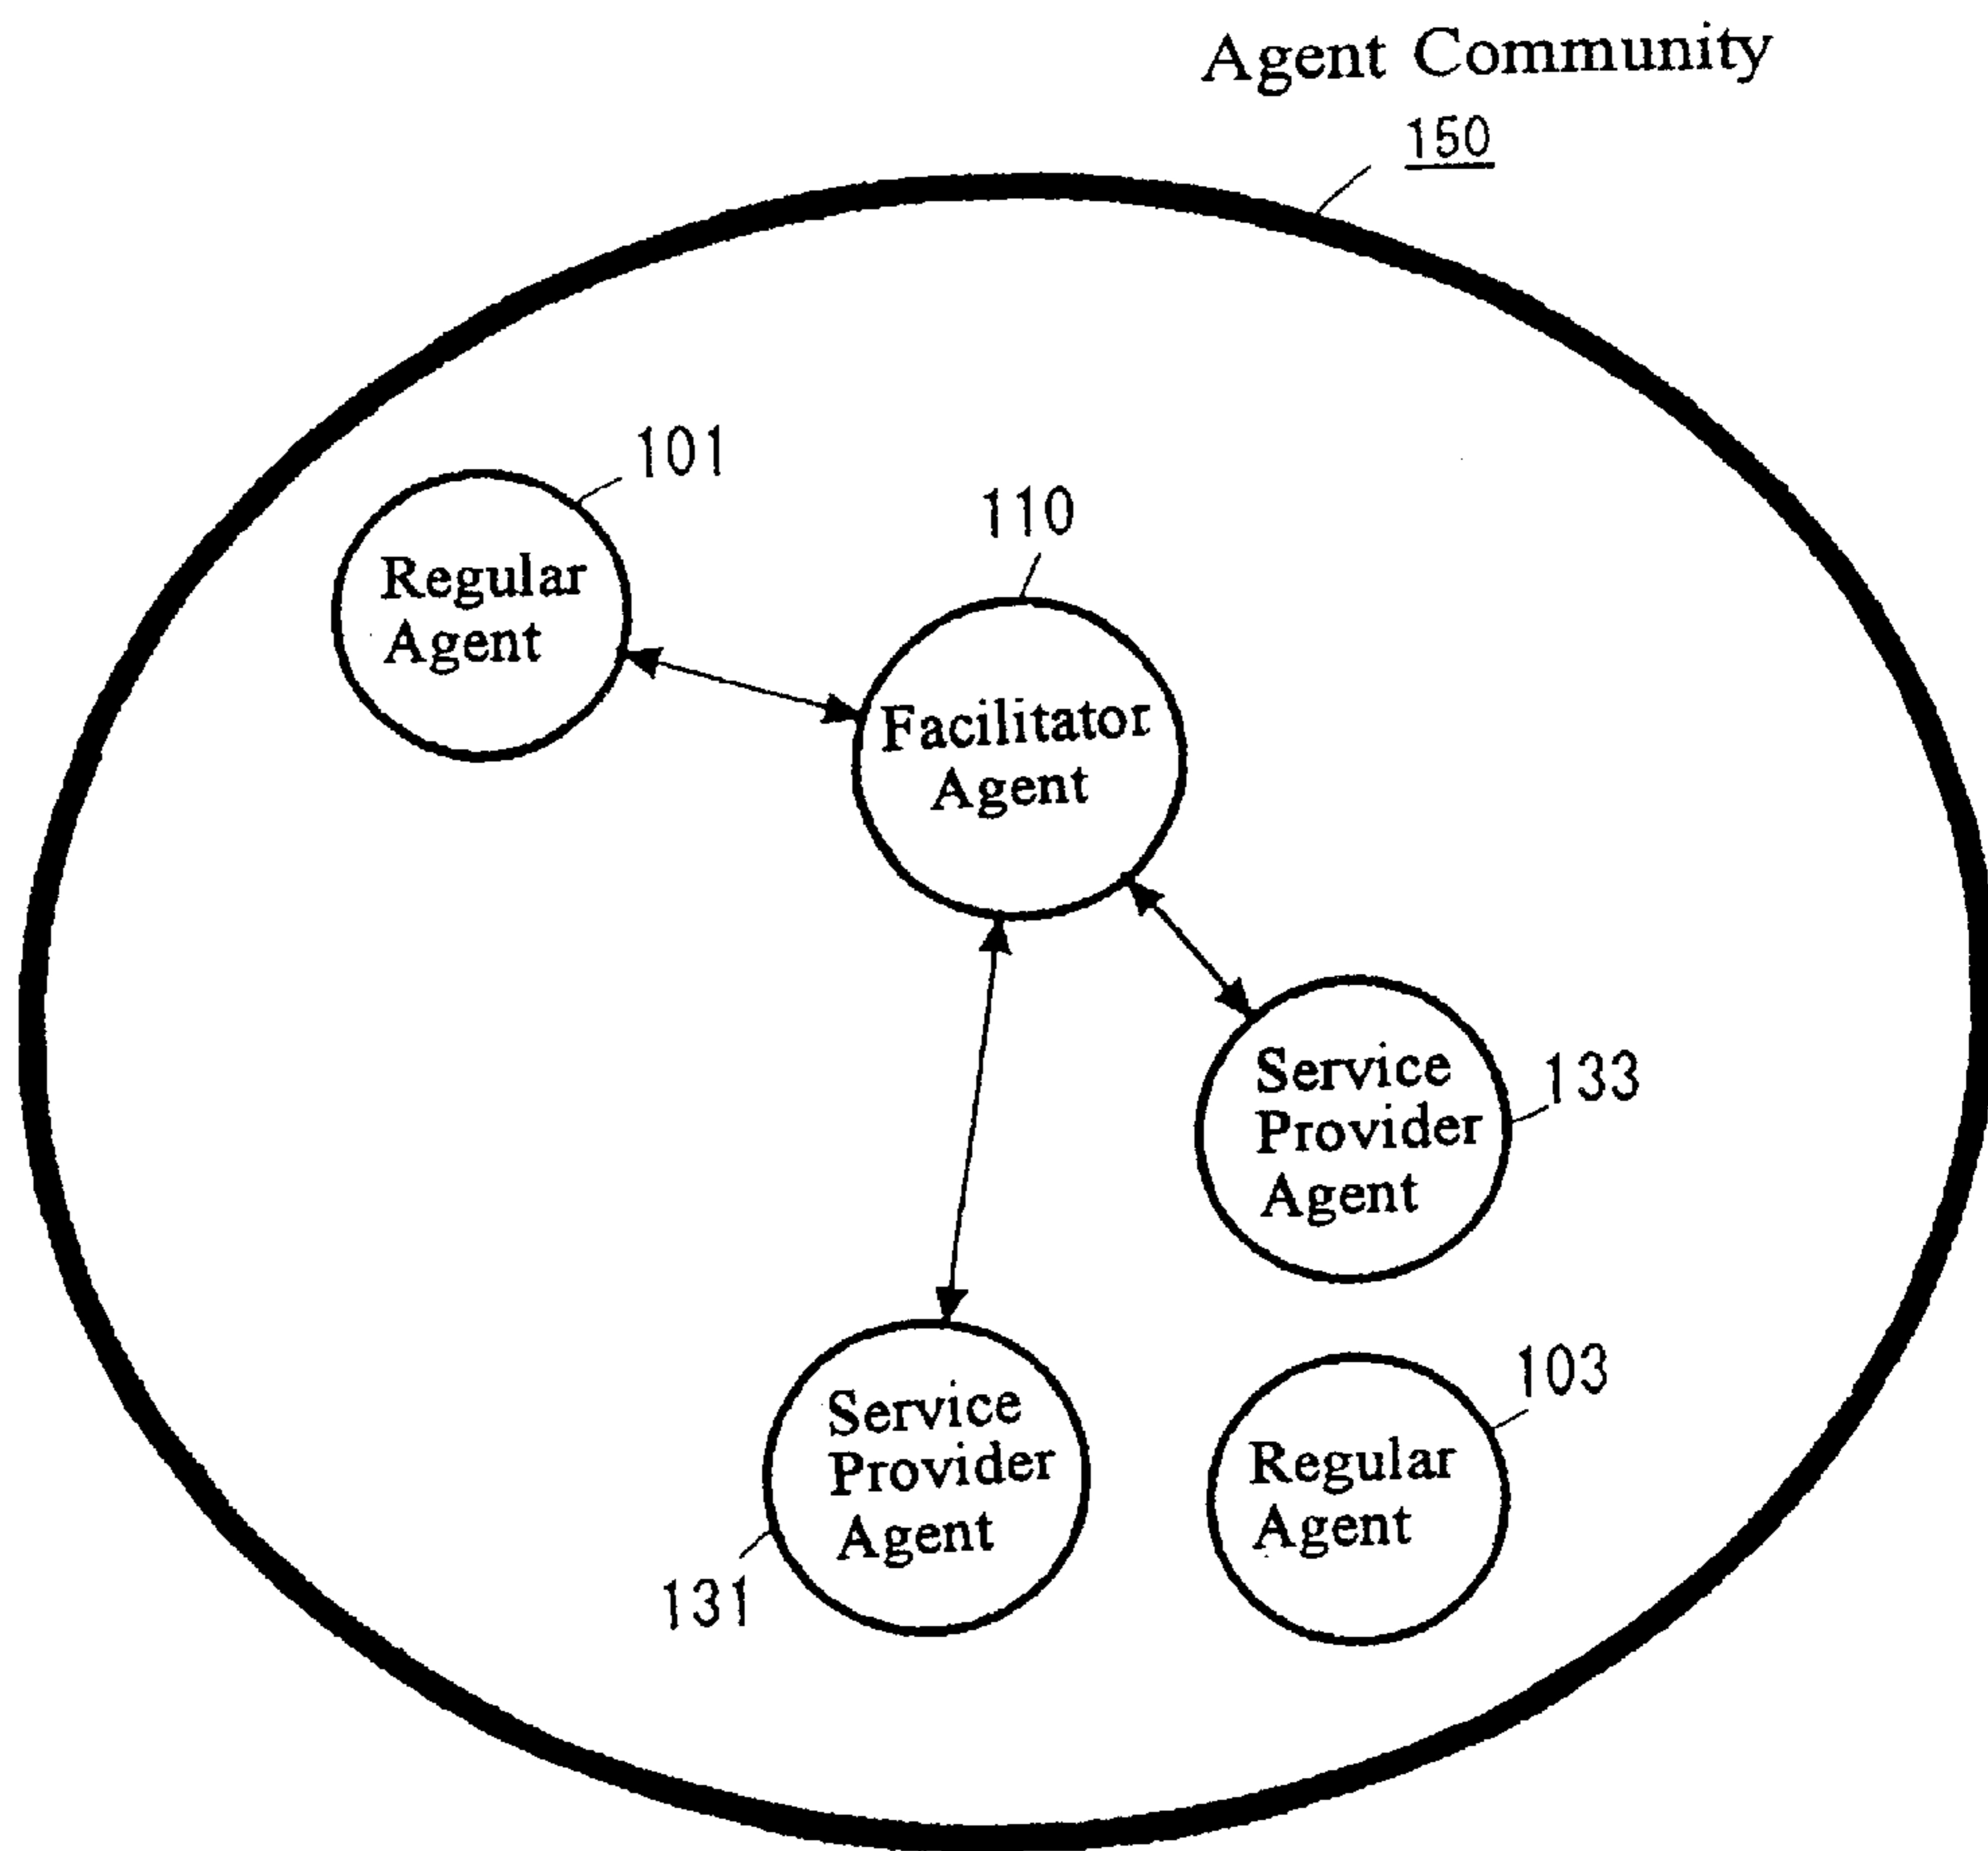 Agent Community
150
101
Regular
Agent
110
Facilitator
Agent
133
Service
Provider
Agent
103
Service
Provider
Agent
131
Regular
Agent